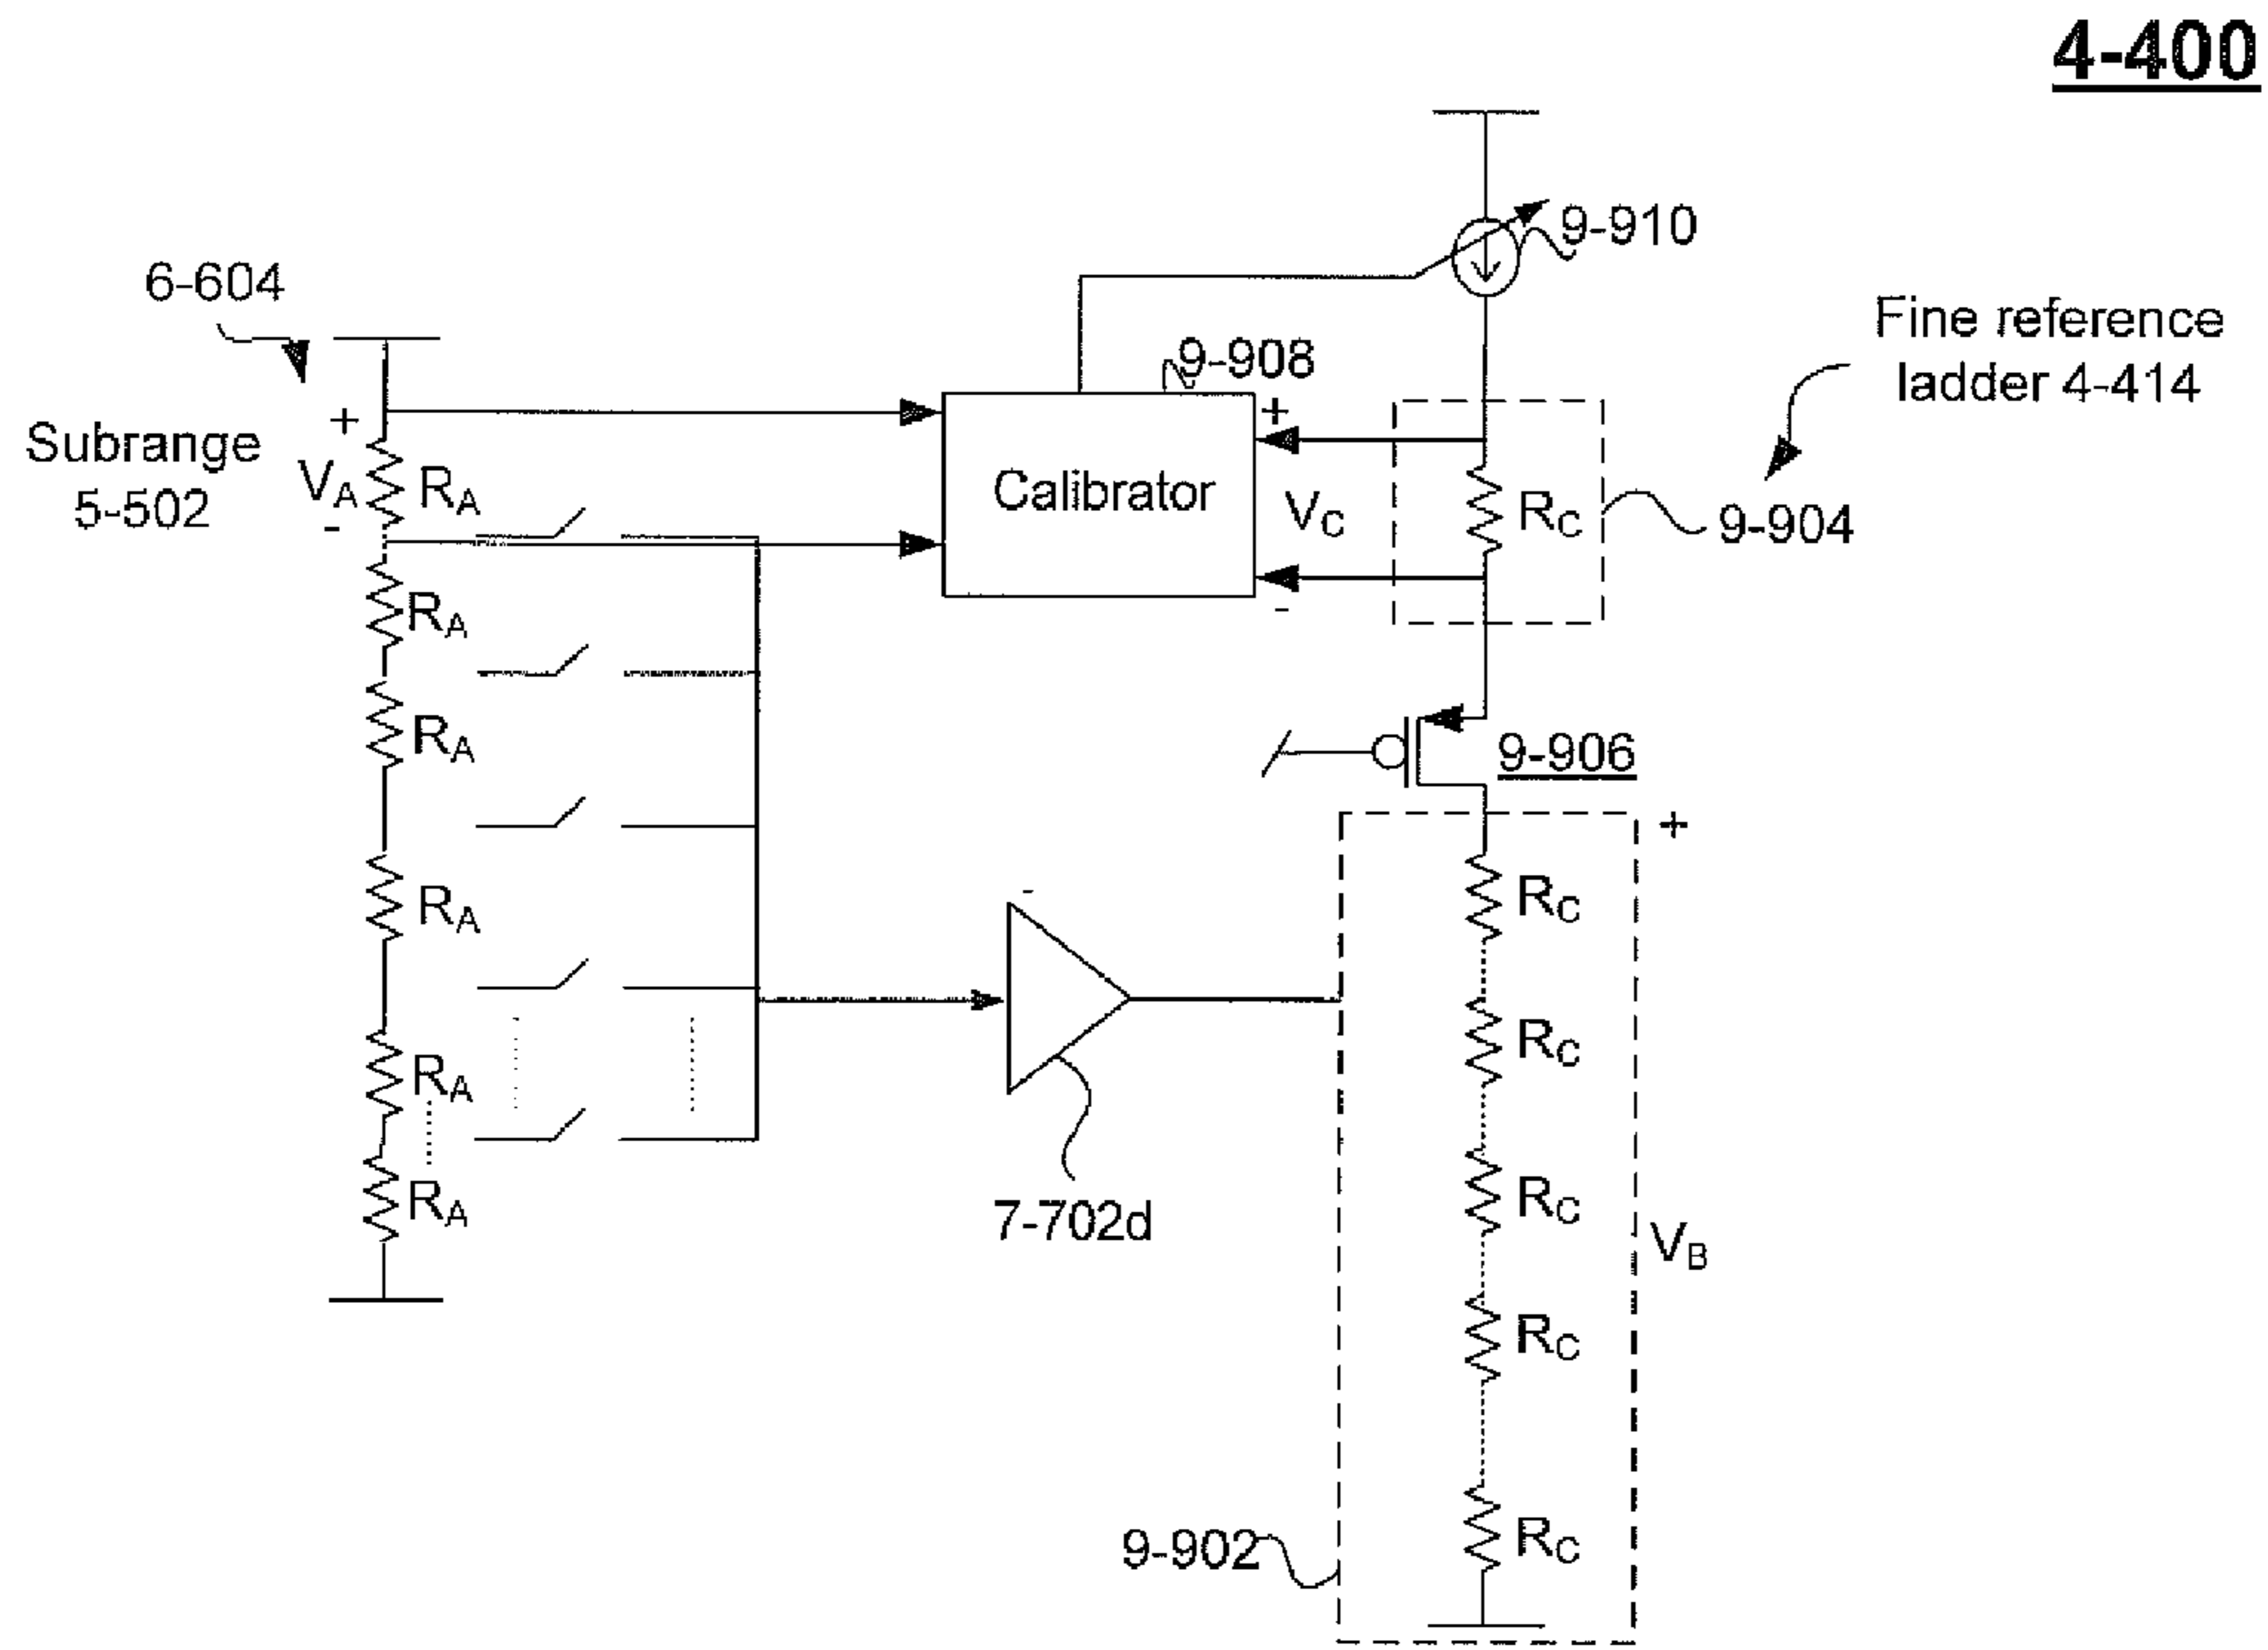 4-400
9-910
6-604
Fine reference
ladder 4-414
9-908
+
+
Subrange
5-502
VA
RA
-
Calibrator
VC
RC
9-904
-
RA
RA
9-906
+
RA
-
RC
RC
RA
RA
7-702d
RC
VB
RC
9-902
RC